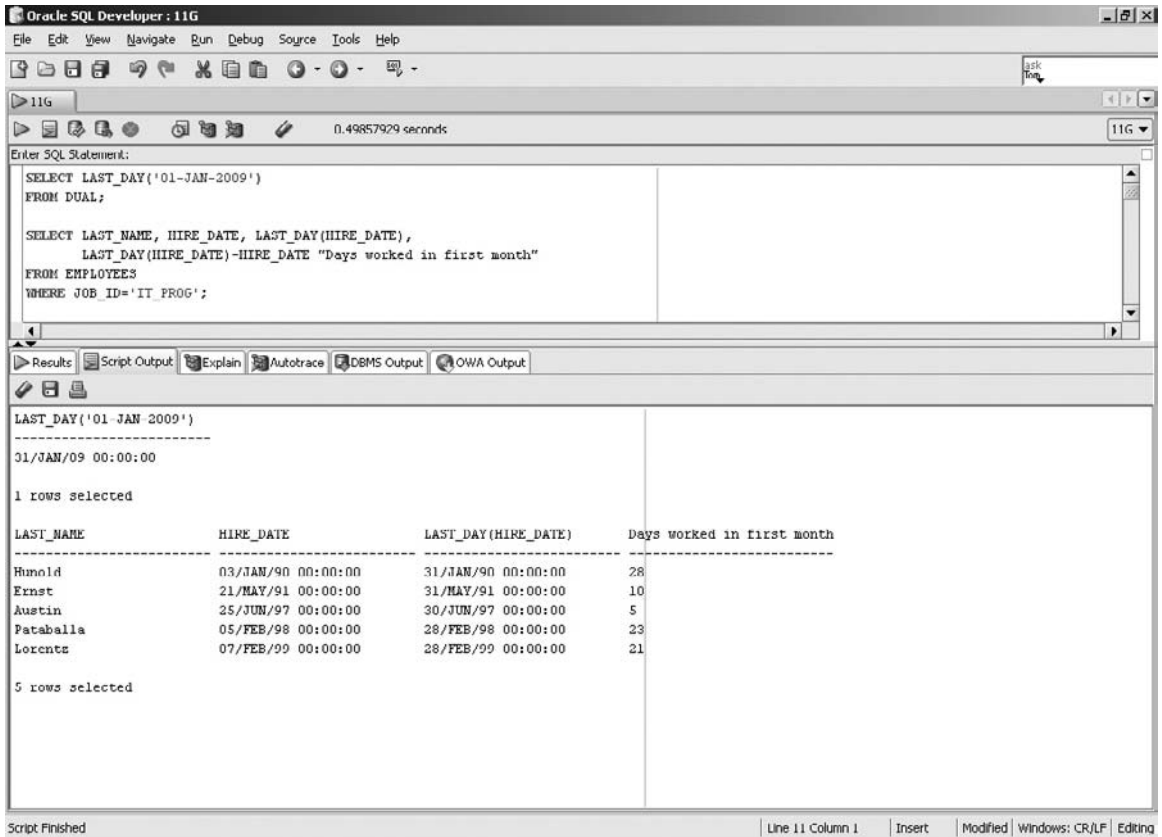 Oracle SQL Developer : 11G
File Edit View Navigate Run Debug Source Tools Help
ask
Tom
11G
0.49857929 seconds
11G
Enter SQL Statement:
SELECT LAST_DAY('01-JAN-2009')
FROM DUAL;
SELECT LAST_NAME, HIRE_DATE, LAST_DAY(HIRE_DATE),
LAST_DAY(HIRE_DATE)-HIRE_DATE "Days worked in first month"
FROM EMPLOYEES
WHERE JOB_ID='IT_PROG';
Results Script Output Explain Autotrace DBMS Output OWA Output
LAST_DAY('01-JAN-2009')
-------------------------
31/JAN/09 00:00:00
1 rows selected
LAST_NAME HIRE_DATE LAST_DAY(HIRE_DATE) Days worked in first month
------------------------- ------------------------- ------------------------- --------------------------
Hunold 03/JAN/90 00:00:00 31/JAN/90 00:00:00 28
Ernst 21/MAY/91 00:00:00 31/MAY/91 00:00:00 10
Austin 25/JUN/97 00:00:00 30/JUN/97 00:00:00 5
Pataballa 05/FEB/98 00:00:00 28/FEB/98 00:00:00 23
Lorentz 07/FEB/99 00:00:00 28/FEB/99 00:00:00 21
5 rows selected
Script Finished Line 11 Column 1 Insert Modified Windows: CR/LF Editing